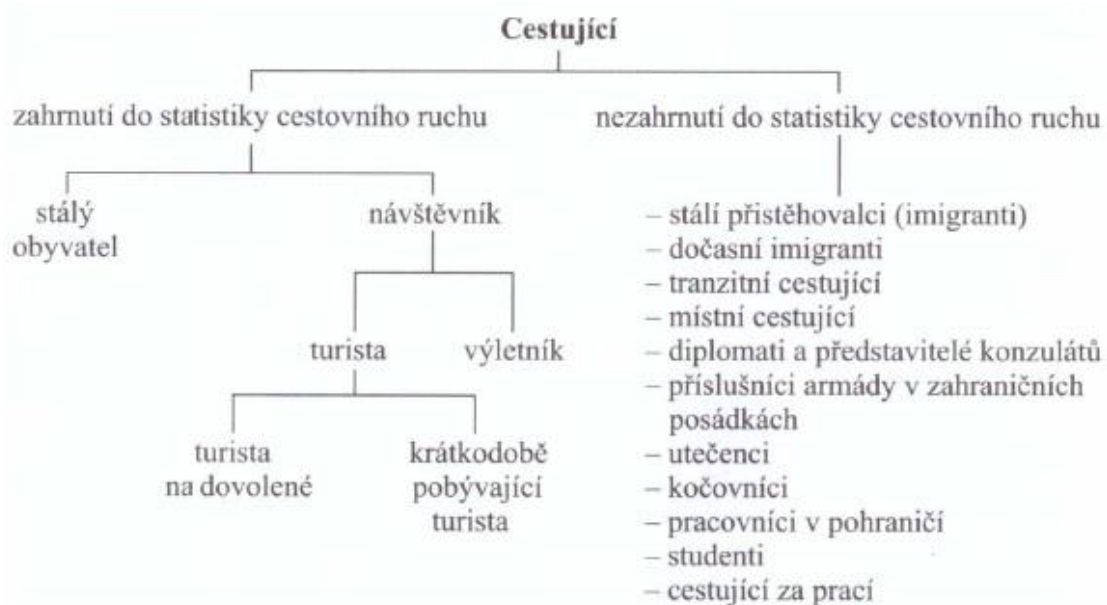 Cestující
zahrnutí do statistiky cestovního ruchu
nezahrnutí do statistiky cestovního ruchu
stálý
obyvatel
návštěvník
turista
výletník
turista
na dovolené
krátkodobě
pobývající
turista
– stálí přistěhovalci (imigranti)
– dočasní imigranti
– tranzitní cestující
– místní cestující
– diplomati a představitelé konzulátů
– příslušníci armády v zahraničních
posádkách
– utečenci
– kočovníci
– pracovníci v pohraničí
– studenti
– cestující za prací